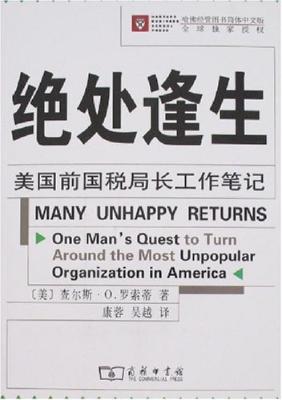 哈佛经管图书简体中文版
全球独家授权
绝处逢生
美国前国税局长工作笔记
MANY UNHAPPY RETURNS
One Man's Quest to Turn
Around the Most Unpopular
Organization in America
〔美〕查尔斯·O.罗索蒂 著
康蓉 吴越 译
商务印书馆
THE COMMERCIAL PRESS